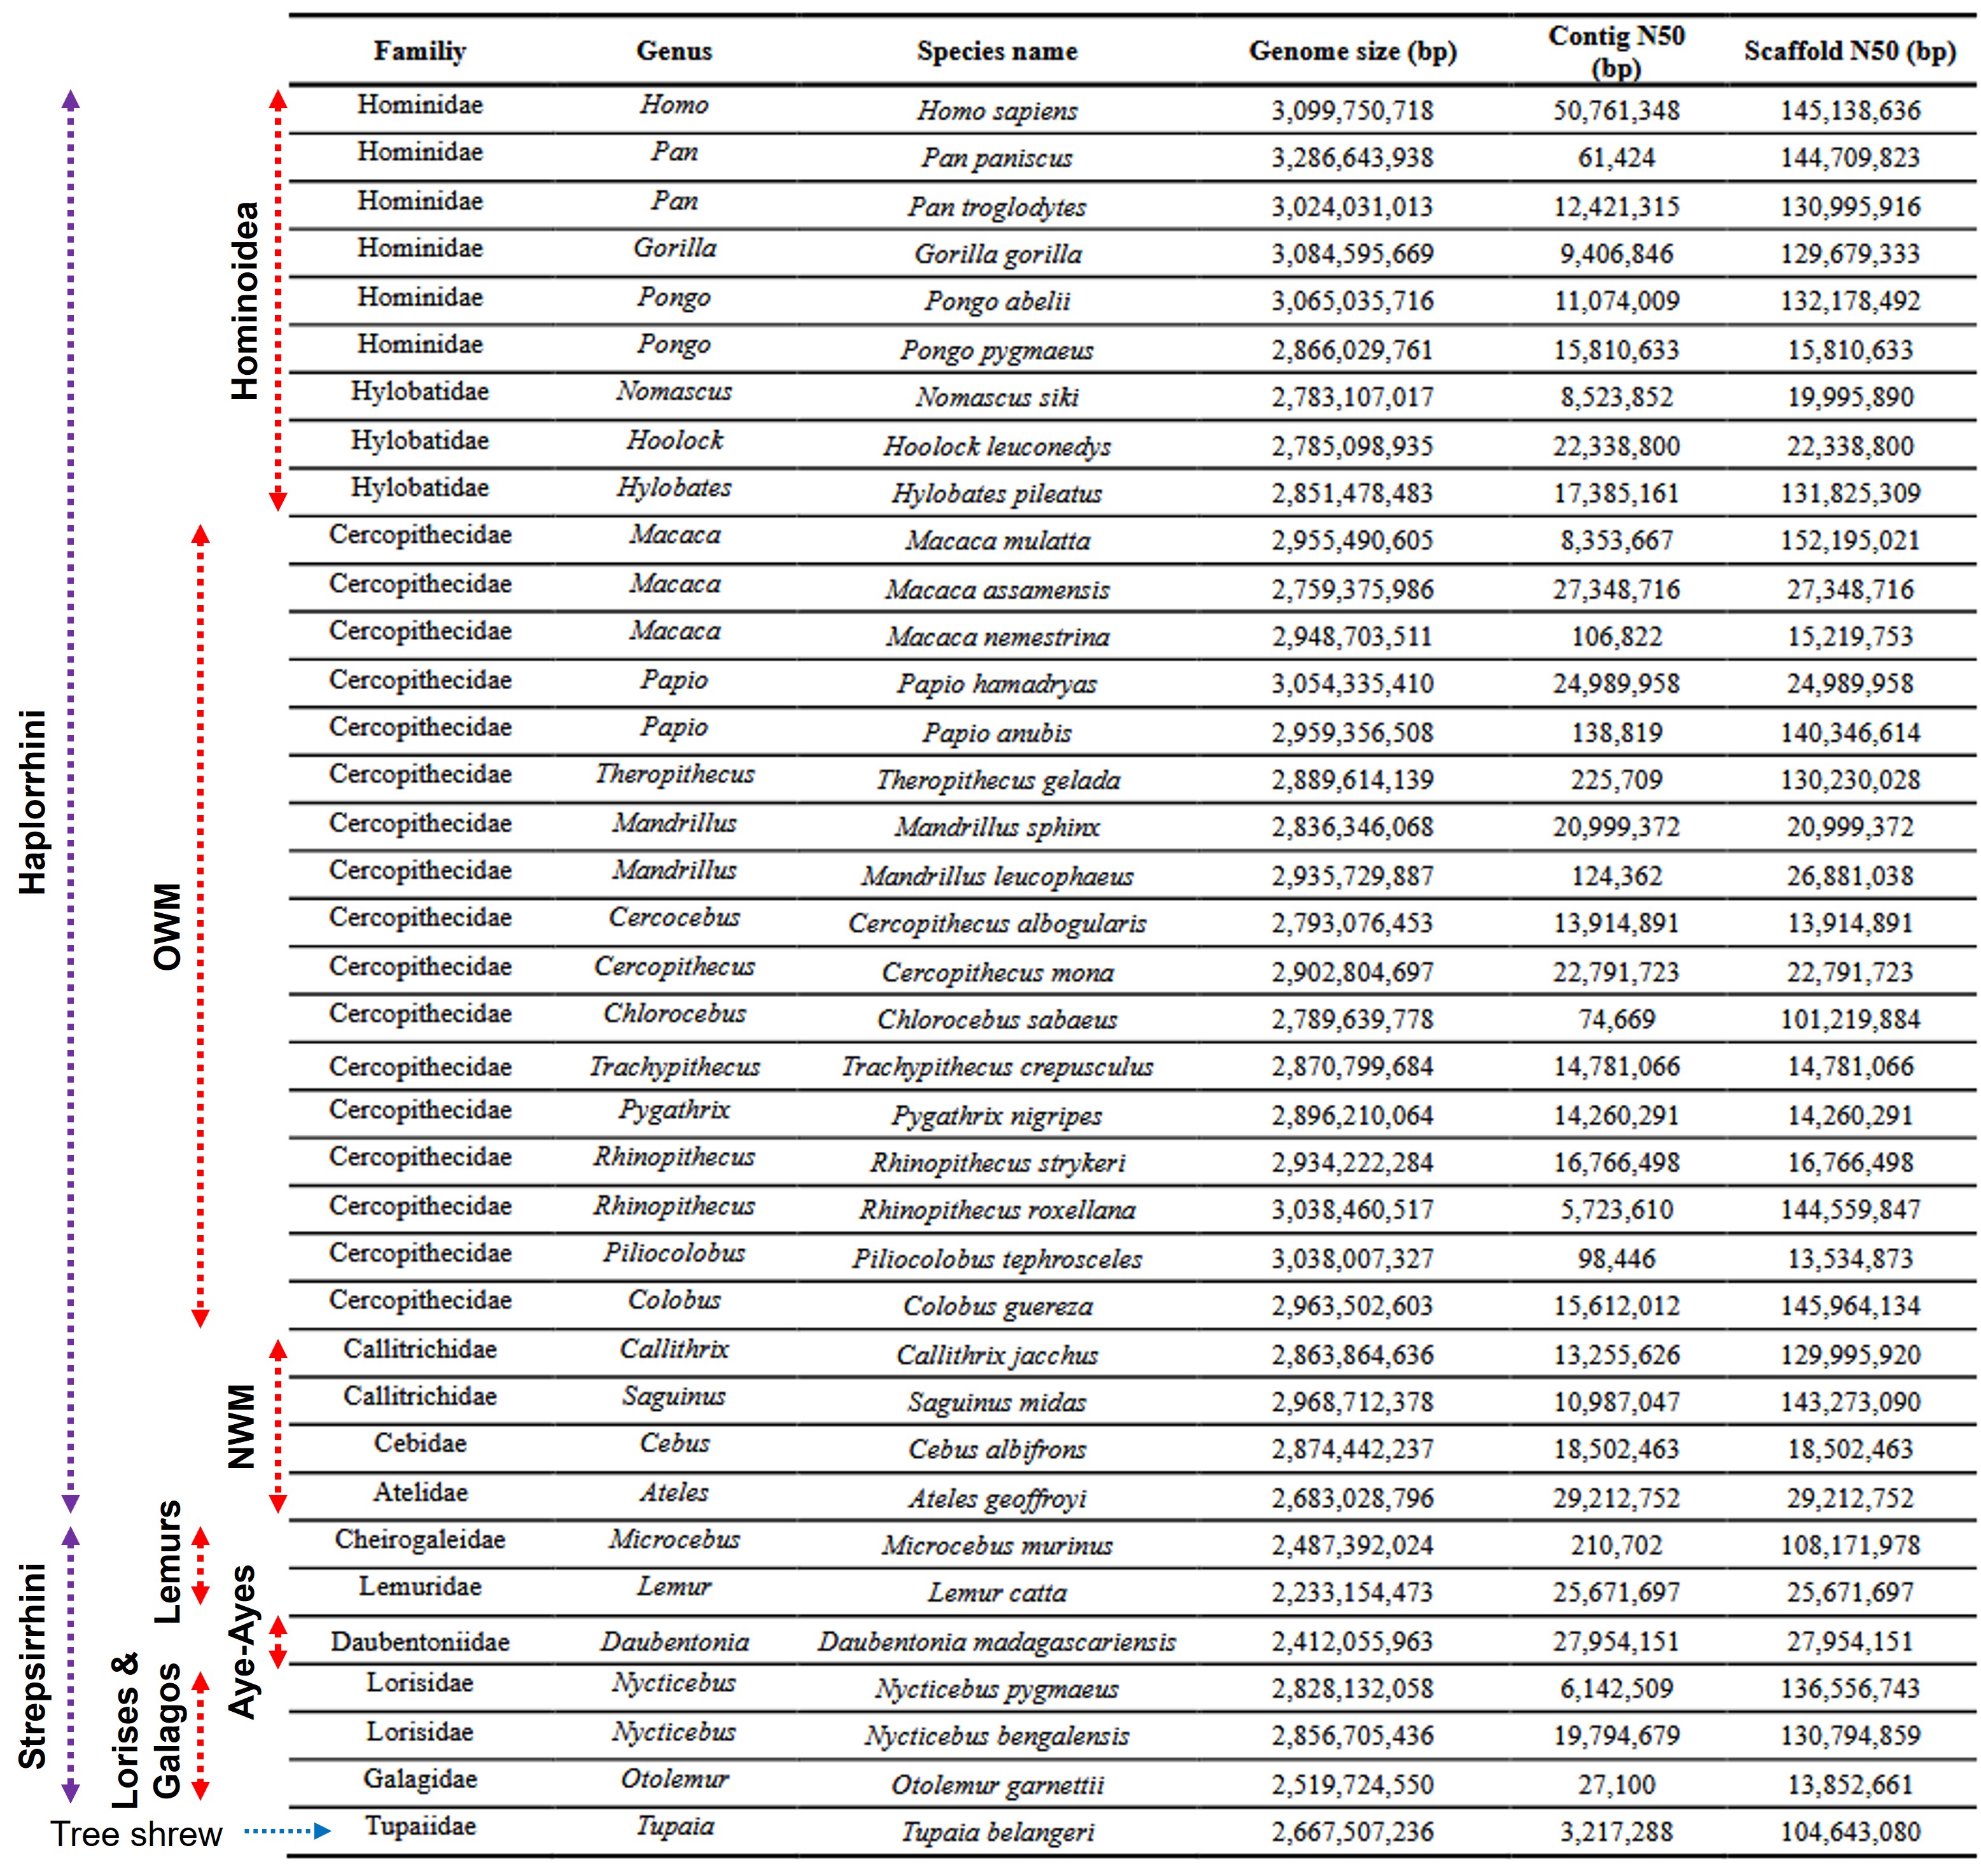 Familiy Genus Species name Genome size (bp) Contig N50 (bp) Scaffold N50 (bp)
Hominidae Homo Homo sapiens 3,099,750,718 50,761,348 145,138,636
Hominidae Pan Pan paniscus 3,286,643,938 61,424 144,709,823
Hominidae Pan Pan troglodytes 3,024,031,013 12,421,315 130,995,916
Hominidae Gorilla Gorilla gorilla 3,084,595,669 9,406,846 129,679,333
Hominidae Pongo Pongo abelii 3,065,035,716 11,074,009 132,178,492
Hominidae Pongo Pongo pygmaeus 2,866,029,761 15,810,633 15,810,633
Hylobatidae Nomascus Nomascus siki 2,783,107,017 8,523,852 19,995,890
Hylobatidae Hoolock Hoolock leuconedys 2,785,098,935 22,338,800 22,338,800
Hylobatidae Hylobates Hylobates pileatus 2,851,478,483 17,385,161 131,825,309
Cercopithecidae Macaca Macaca mulatta 2,955,490,605 8,353,667 152,195,021
Cercopithecidae Macaca Macaca assamensis 2,759,375,986 27,348,716 27,348,716
Cercopithecidae Macaca Macaca nemestrina 2,948,703,511 106,822 15,219,753
Cercopithecidae Papio Papio hamadryas 3,054,335,410 24,989,958 24,989,958
Cercopithecidae Papio Papio anubis 2,959,356,508 138,819 140,346,614
Cercopithecidae Theropithecus Theropithecus gelada 2,889,614,139 225,709 130,230,028
Cercopithecidae Mandrillus Mandrillus sphinx 2,836,346,068 20,999,372 20,999,372
Cercopithecidae Mandrillus Mandrillus leucophaeus 2,935,729,887 124,362 26,881,038
Cercopithecidae Cercocebus Cercopithecus albogularis 2,793,076,453 13,914,891 13,914,891
Cercopithecidae Cercopithecus Cercopithecus mona 2,902,804,697 22,791,723 22,791,723
Cercopithecidae Chlorocebus Chlorocebus sabaeus 2,789,639,778 74,669 101,219,884
Cercopithecidae Trachypithecus Trachypithecus crepusculus 2,870,799,684 14,781,066 14,781,066
Cercopithecidae Pygathrix Pygathrix nigripes 2,896,210,064 14,260,291 14,260,291
Cercopithecidae Rhinopithecus Rhinopithecus strykeri 2,934,222,284 16,766,498 16,766,498
Cercopithecidae Rhinopithecus Rhinopithecus roxellana 3,038,460,517 5,723,610 144,559,847
Cercopithecidae Piliocolobus Piliocolobus tephrosceles 3,038,007,327 98,446 13,534,873
Cercopithecidae Colobus Colobus guereza 2,963,502,603 15,612,012 145,964,134
Callitrichidae Callithrix Callithrix jacchus 2,863,864,636 13,255,626 129,995,920
Callitrichidae Saguinus Saguinus midas 2,968,712,378 10,987,047 143,273,090
Cebidae Cebus Cebus albifrons 2,874,442,237 18,502,463 18,502,463
Atelidae Ateles Ateles geoffroyi 2,683,028,796 29,212,752 29,212,752
Cheirogaleidae Microcebus Microcebus murinus 2,487,392,024 210,702 108,171,978
Lemuridae Lemur Lemur catta 2,233,154,473 25,671,697 25,671,697
Daubentoniidae Daubentonia Daubentonia madagascariensis 2,412,055,963 27,954,151 27,954,151
Lorisidae Nycticebus Nycticebus pygmaeus 2,828,132,058 6,142,509 136,556,743
Lorisidae Nycticebus Nycticebus bengalensis 2,856,705,436 19,794,679 130,794,859
Galagidae Otolemur Otolemur garnettii 2,519,724,550 27,100 13,852,661
Tree shrew Tupaiidae Tupaia Tupaia belangeri 2,667,507,236 3,217,288 104,643,080
Haplorrhini
Strepsirrhini
Hominoidea
OWM
NWM
Lemurs
Aye-Ayes
Lorises &
Galagos